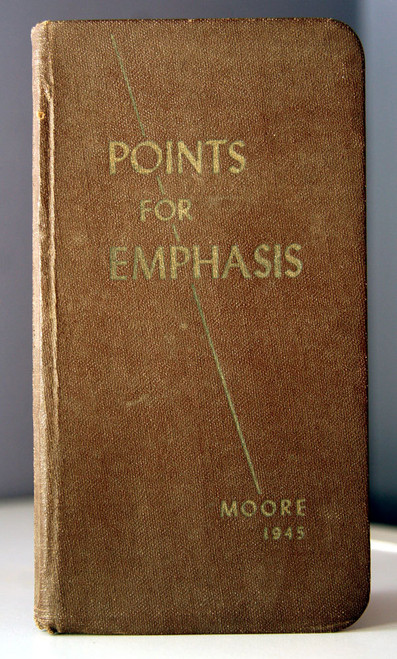 POINTS
FOR
EMPHASIS
MOORE
1945